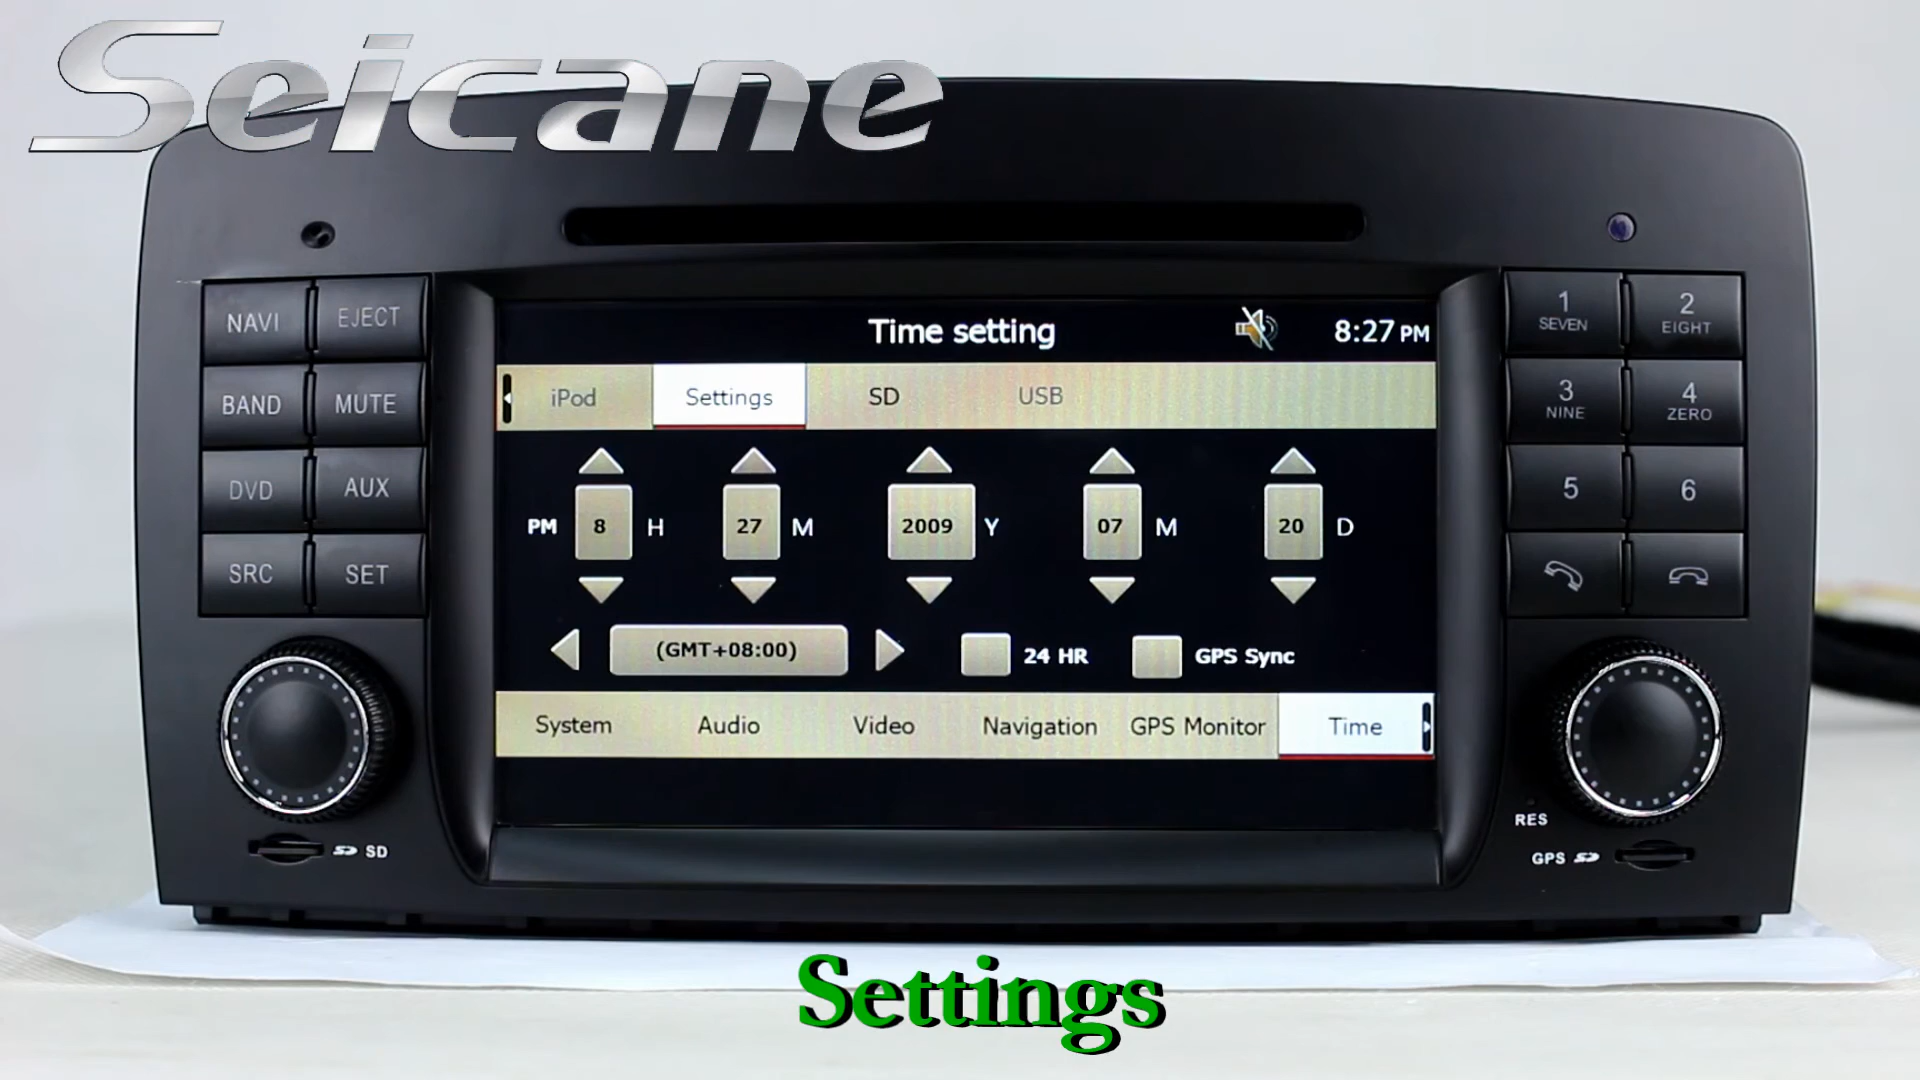 Seicane
NAVI EJECT
BAND MUTE
DVD AUX
SRC SET
SD
Time setting 8:27 PM
iPod Settings SD USB
PM 8 H 27 M 2009 Y 07 M 20 D
(GMT+08:00) 24 HR GPS Sync
System Audio Video Navigation GPS Monitor Time
1 2
SEVEN EIGHT
3 4
NINE ZERO
5 6
RES
GPS
Settings